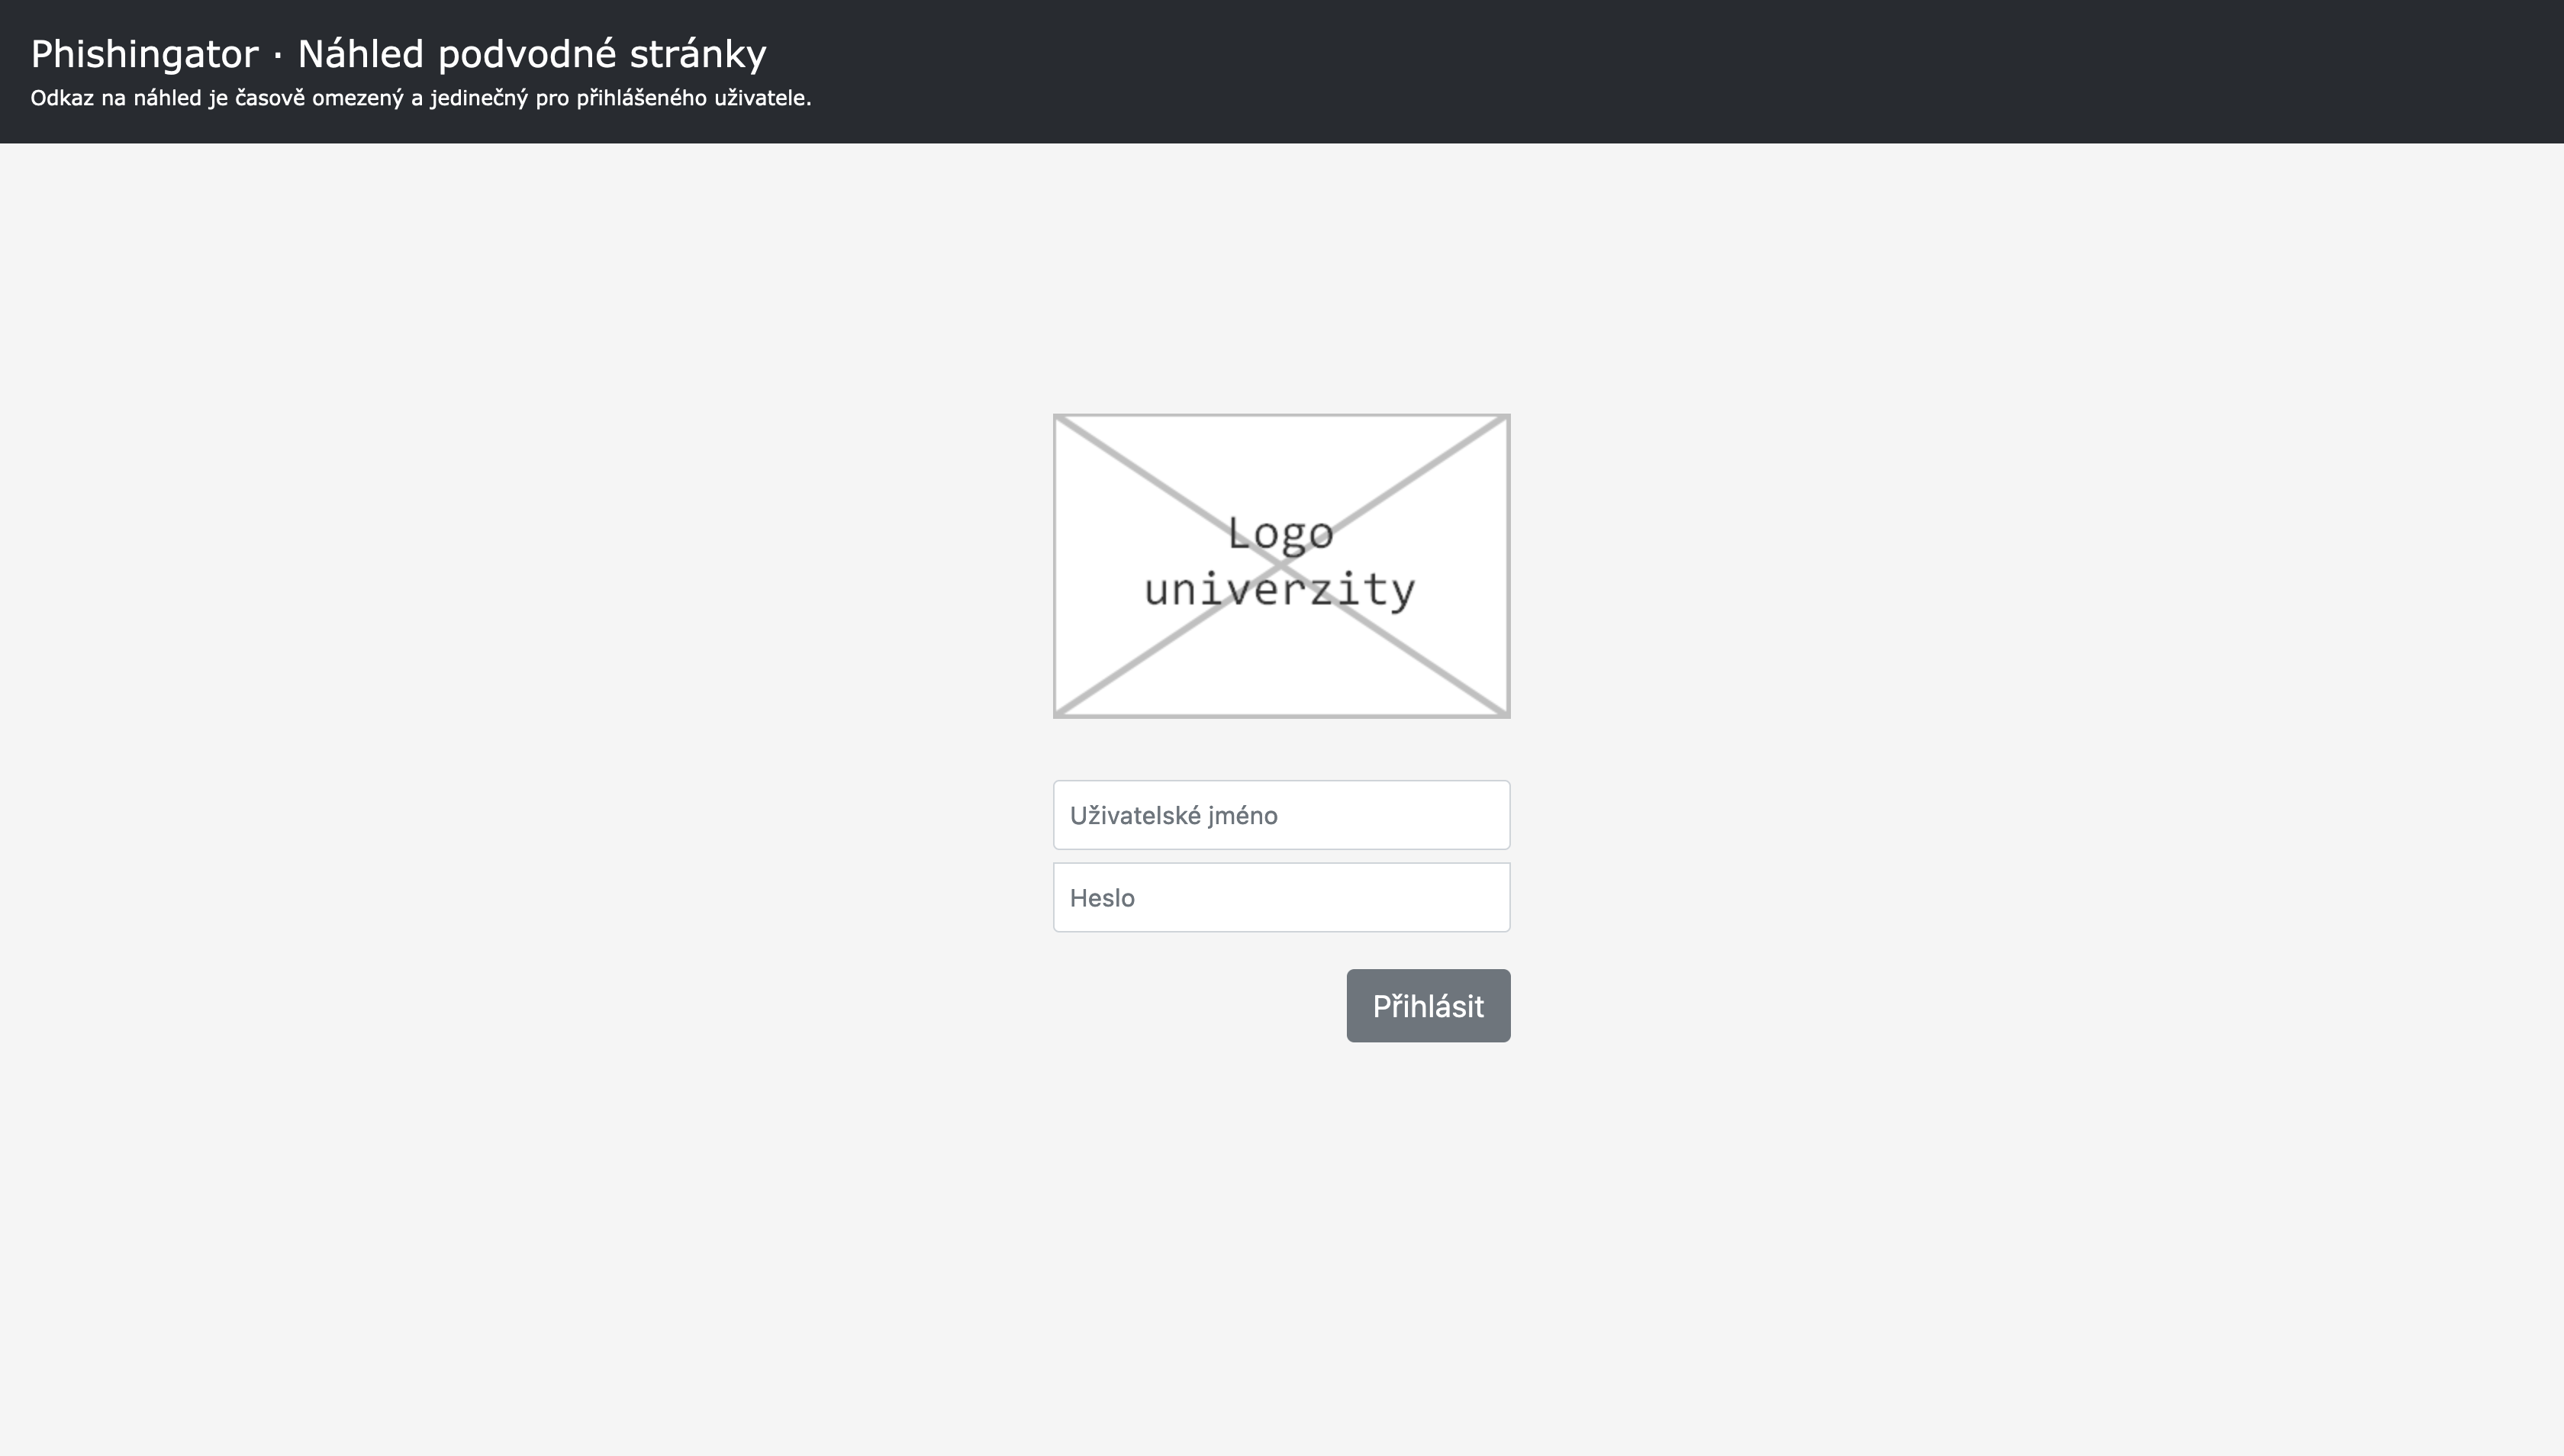 Phishingator · Náhled podvodné stránky
Odkaz na náhled je časově omezený a jedinečný pro přihlášeného uživatele.
Logo
univerzity
Uživatelské jméno
Heslo
Přihlásit